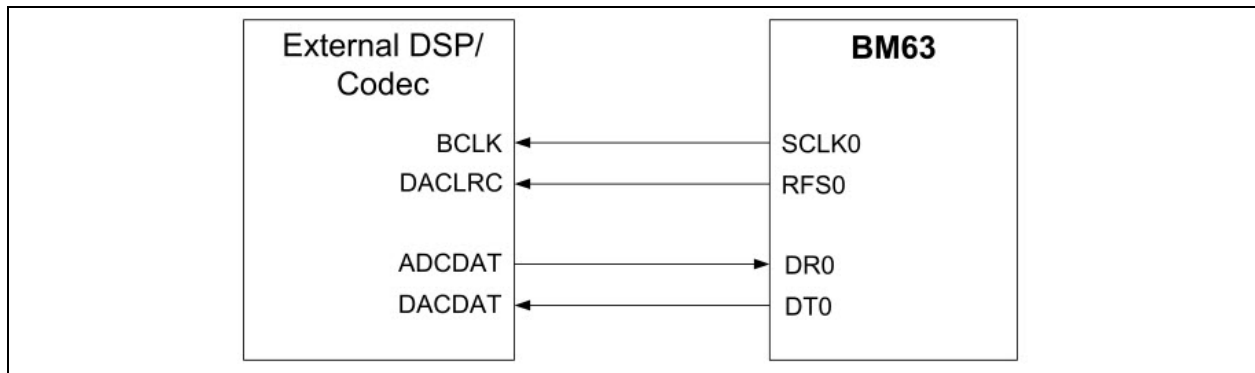 External DSP/
Codec
BM63
BCLK
SCLK0
DACLRC
RFS0
ADCDAT
DR0
DACDAT
DT0